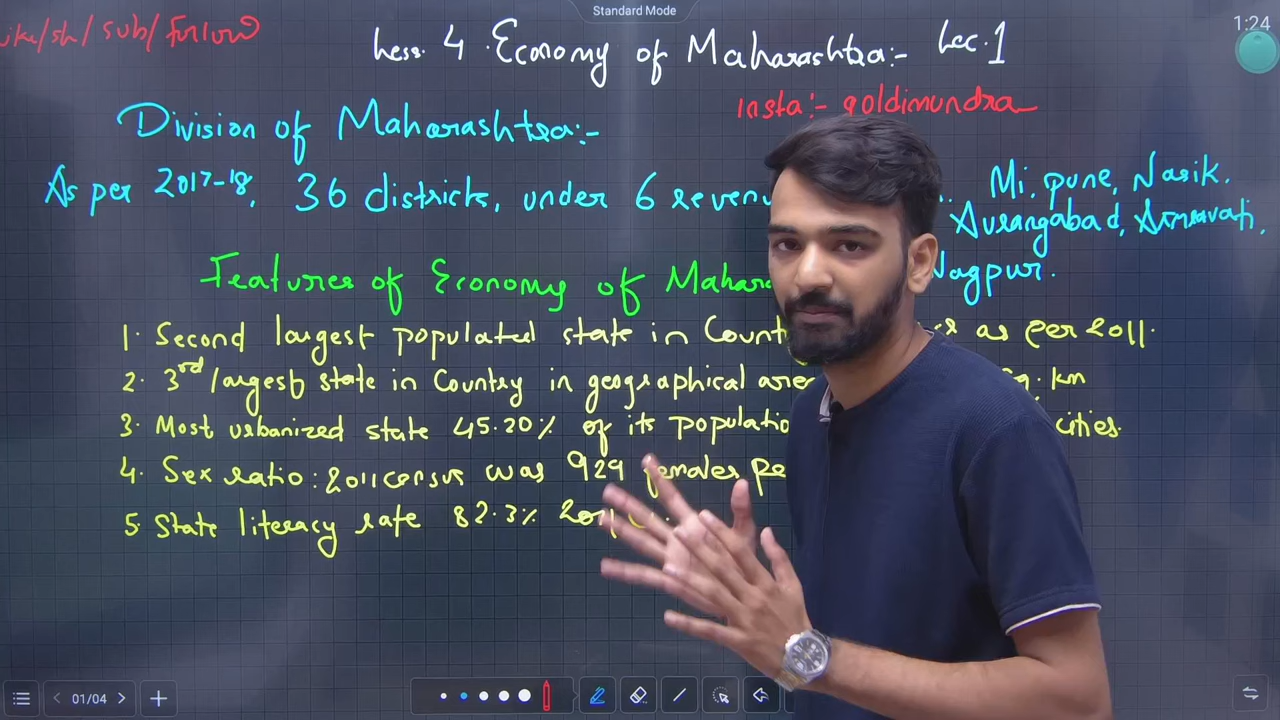 Standard Mode
1:24
like/sh/sub/follow
Less. 4 Economy of Maharashtra:- Lec. 1
insta:- goldimundra
Division of Maharashtra:-
As per 2017-18, 36 districts, under 6 revenu Mi, pune, Nasik.
Aurangabad, Amravati,
Nagpur.
Features of Economy of Mahara
1. Second largest populated state in Count as per 2011.
2. 3rd largest state in Country in geographical area sq. km
3. Most urbanized state 45.20% of its populatio cities.
4. Sex ratio: 2011 census was 929 females pe
5 State literacy rate 82.3% 2011
01/04